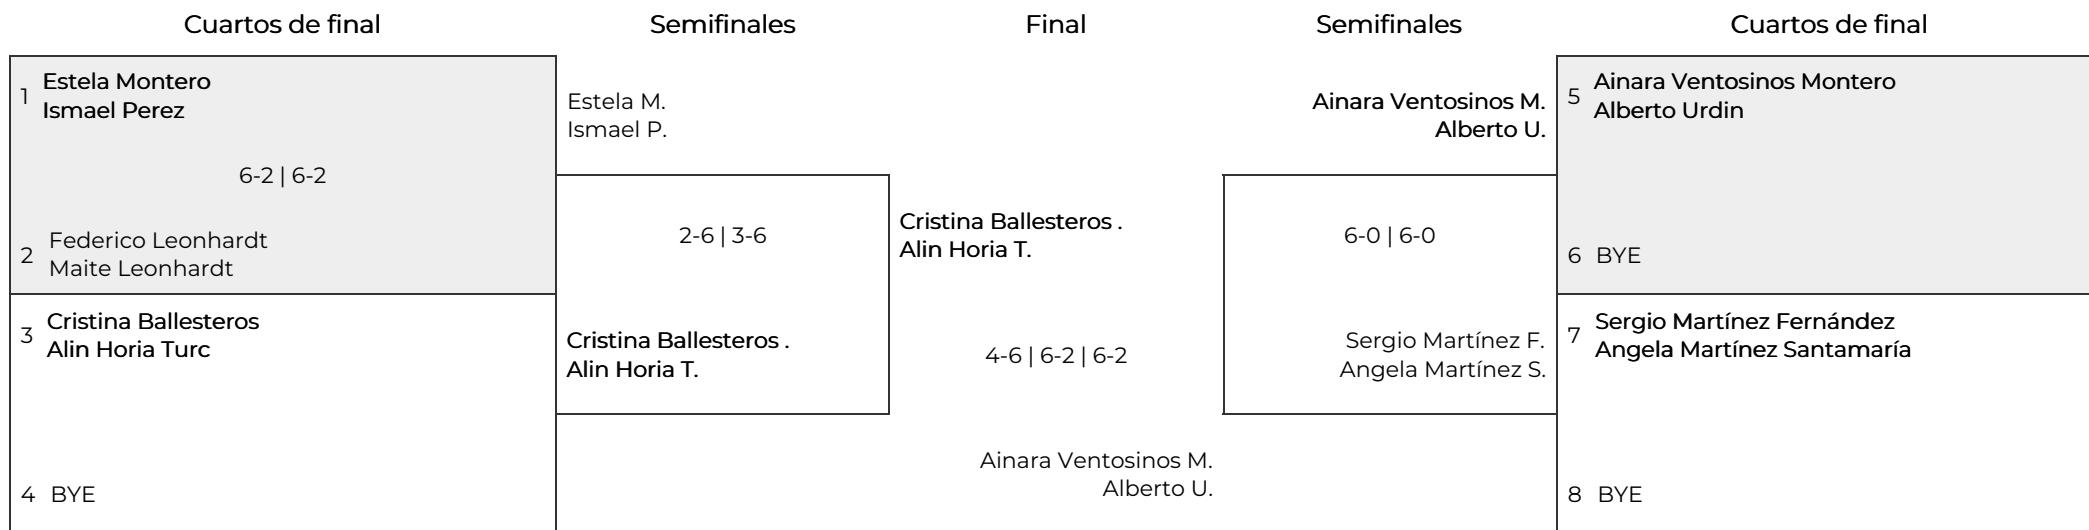 Cuartos de final
Semifinales
Final
Semifinales
Cuartos de final
1
Estela Montero
Ismael Perez
6-2 | 6-2
2
Federico Leonhardt
Maite Leonhardt
3
Cristina Ballesteros
Alin Horia Turc
4 BYE
Estela M.
Ismael P.
2-6 | 3-6
Cristina Ballesteros .
Alin Horia T.
Cristina Ballesteros .
Alin Horia T.
4-6 | 6-2 | 6-2
Ainara Ventosinos M.
Alberto U.
Ainara Ventosinos M.
Alberto U.
6-0 | 6-0
Sergio Martínez F.
Angela Martínez S.
5
Ainara Ventosinos Montero
Alberto Urdin
6 BYE
7
Sergio Martínez Fernández
Angela Martínez Santamaría
8 BYE